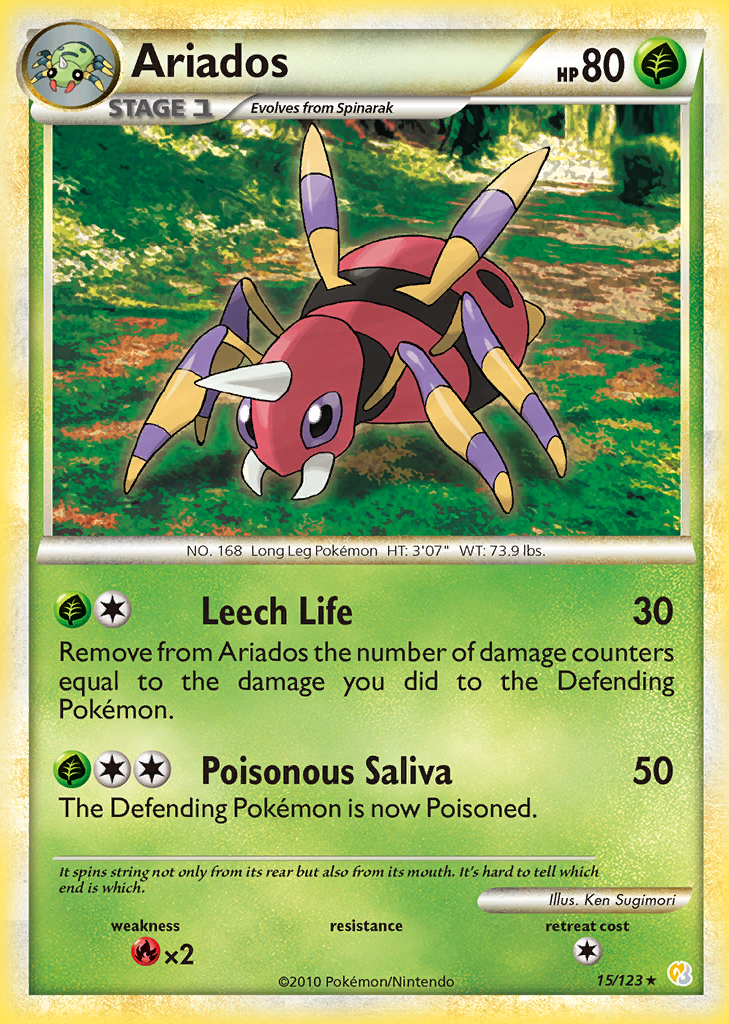 Ariados
HP 80
STAGE 1
Evolves from Spinarak
NO. 168 Long Leg Pokémon HT: 3'07" WT: 73.9 lbs.
Leech Life 30
Remove from Ariados the number of damage counters
equal to the damage you did to the Defending
Pokémon.
Poisonous Saliva 50
The Defending Pokémon is now Poisoned.
It spins string not only from its rear but also from its mouth. It's hard to tell which
end is which.
Illus. Ken Sugimori
weakness resistance retreat cost
×2
©2010 Pokémon/Nintendo
15/123 ★